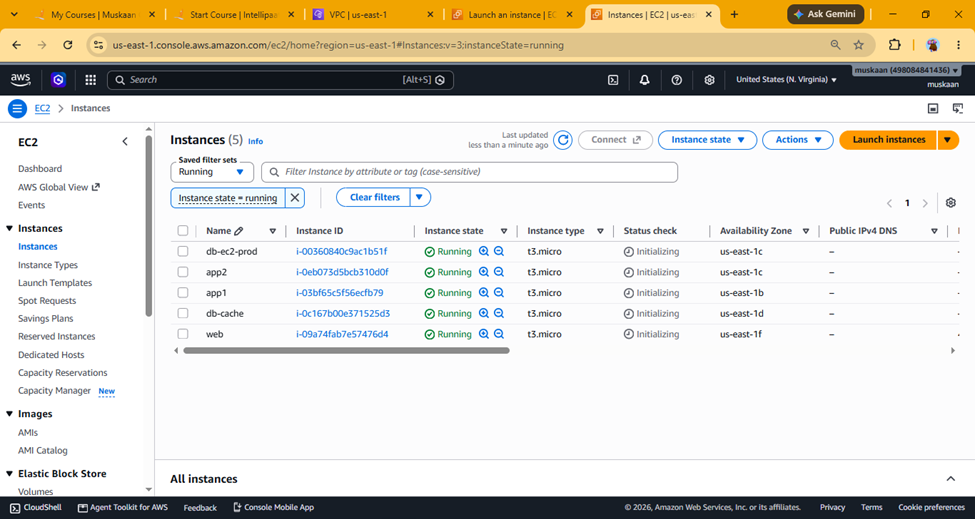 My Courses | Muskaan
Start Course | Intellipaa
VPC | us-east-1
Launch an instance | EC
Instances | EC2 | us-eas
Ask Gemini
us-east-1.console.aws.amazon.com/ec2/home?region=us-east-1#Instances:v=3;instanceState=running
aws
Search [Alt+S]
United States (N. Virginia)
muskaan (498084841436)
muskaan
EC2 > Instances
EC2
Dashboard
AWS Global View
Events
Instances
Instances
Instance Types
Launch Templates
Spot Requests
Savings Plans
Reserved Instances
Dedicated Hosts
Capacity Reservations
Capacity Manager New
Images
AMIs
AMI Catalog
Elastic Block Store
Volumes
Instances (5) Info
Last updated
less than a minute ago
Connect
Instance state
Actions
Launch instances
Saved filter sets
Running
Filter Instance by attribute or tag (case-sensitive)
Instance state = running
Clear filters
1
Name Instance ID Instance state Instance type Status check Availability Zone Public IPv4 DNS
db-ec2-prod i-00360840c9ac1b51f Running t3.micro Initializing us-east-1c –
app2 i-0eb073d5bcb310d0f Running t3.micro Initializing us-east-1c –
app1 i-03bf65c5f56ecfb79 Running t3.micro Initializing us-east-1b –
db-cache i-0c167b00e371525d3 Running t3.micro Initializing us-east-1d –
web i-09a74fab7e57476d4 Running t3.micro Initializing us-east-1f –
All instances
CloudShell Agent Toolkit for AWS Feedback Console Mobile App © 2026, Amazon Web Services, Inc. or its affiliates. Privacy Terms Cookie preferences